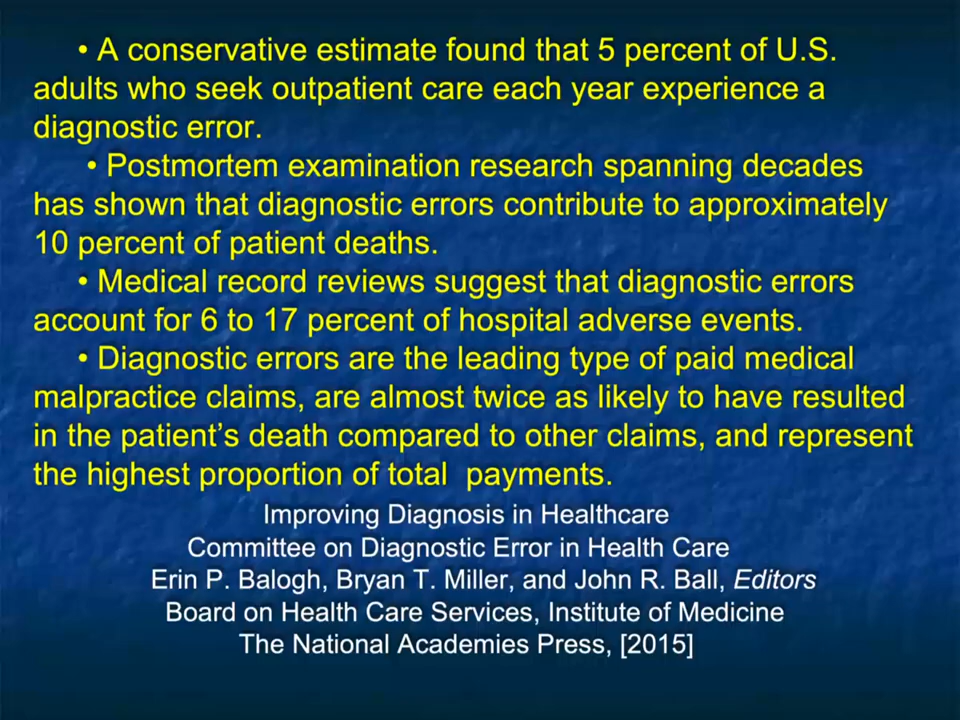 • A conservative estimate found that 5 percent of U.S.
adults who seek outpatient care each year experience a
diagnostic error.
• Postmortem examination research spanning decades
has shown that diagnostic errors contribute to approximately
10 percent of patient deaths.
• Medical record reviews suggest that diagnostic errors
account for 6 to 17 percent of hospital adverse events.
• Diagnostic errors are the leading type of paid medical
malpractice claims, are almost twice as likely to have resulted
in the patient’s death compared to other claims, and represent
the highest proportion of total  payments.
Improving Diagnosis in Healthcare
Committee on Diagnostic Error in Health Care
Erin P. Balogh, Bryan T. Miller, and John R. Ball, Editors
Board on Health Care Services, Institute of Medicine
The National Academies Press, [2015]